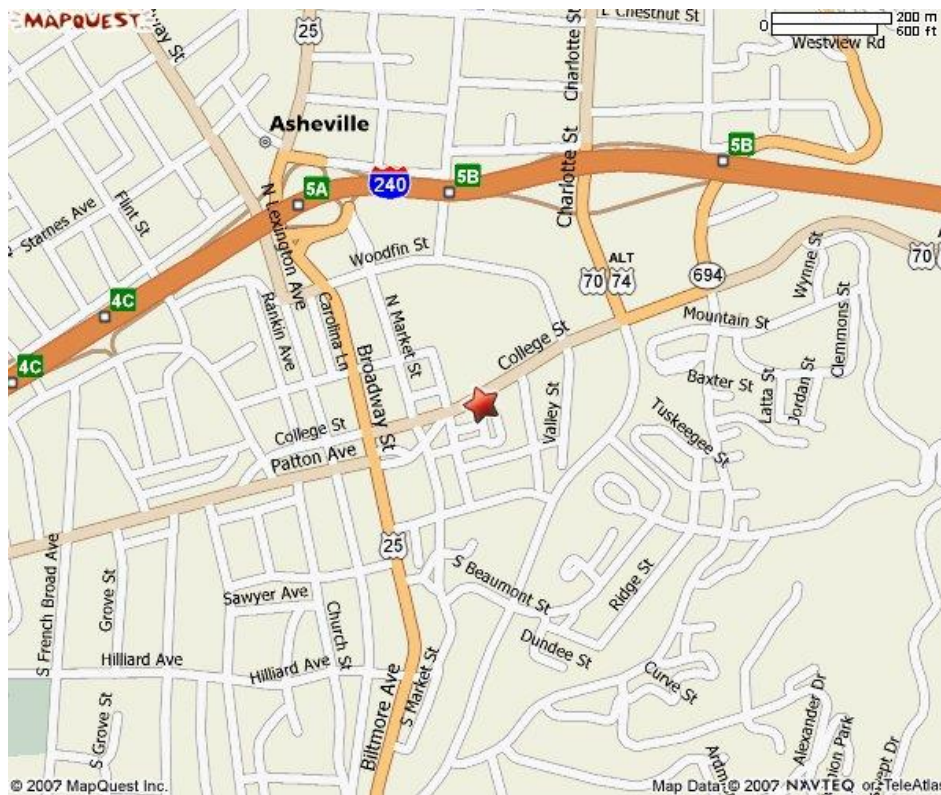 MAPQUEST
25
E Chestnut St
0
200 m
600 ft
Westview Rd
Charlotte St
Asheville
5B
Charlotte St
240
5B
5A
Flint St
Starnes Ave
N Lexington Ave
Woodfin St
ALT
70
74
694
Wynne St
70
4C
Rankin Ave
Carolina Ln
N Market St
College St
Mountain St
Clemmons St
4C
Broadway St
Baxter St
Latta St
Jordan St
Valley St
Tuskeegee St
College St
Patton Ave
25
S French Broad Ave
Grove St
S Beaumont St
Ridge St
Sawyer Ave
Church St
Dundee St
Hilliard Ave
Hilliard Ave
S Market St
Curve St
Biltmore Ave
S Grove St
Alexander Dr
© 2007 MapQuest Inc.
Map Data © 2007 NAVTEQ or TeleAtlas